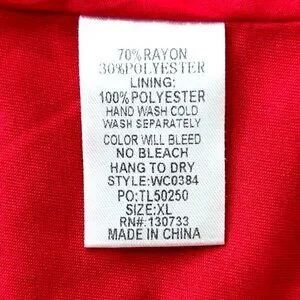 70% RAYON
30%POLYESTER
LINING:
100%POLYESTER
HAND WASH COLD
WASH SEPARATELY
COLOR WILL BLEED
NO BLEACH
HANG TO DRY
STYLE:WC0384
PO:TL50250
SIZE:XL
RN#:130733
MADE IN CHINA